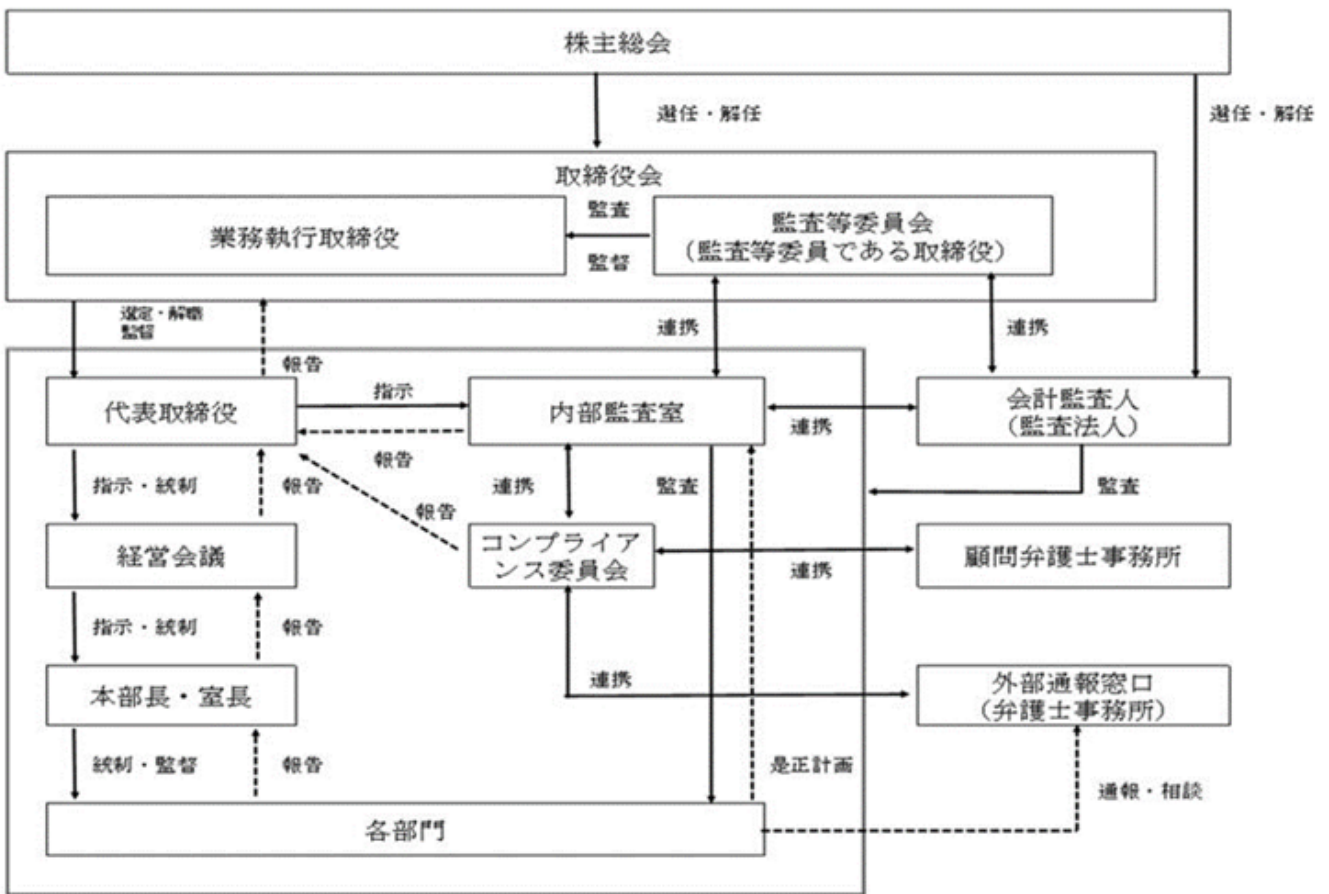 株主総会
選任・解任
選任・解任
取締役会
業務執行取締役
監査
監督
監査等委員会
(監査等委員である取締役)
選定・解職
監督
報告
連携
連携
代表取締役
指示
報告
内部監査室
連携
会計監査人
(監査法人)
監査
指示・統制
報告
報告
連携
監査
経営会議
コンプライア
ンス委員会
連携
顧問弁護士事務所
指示・統制
報告
本部長・室長
連携
外部通報窓口
(弁護士事務所)
統制・監督
報告
是正計画
通報・相談
各部門